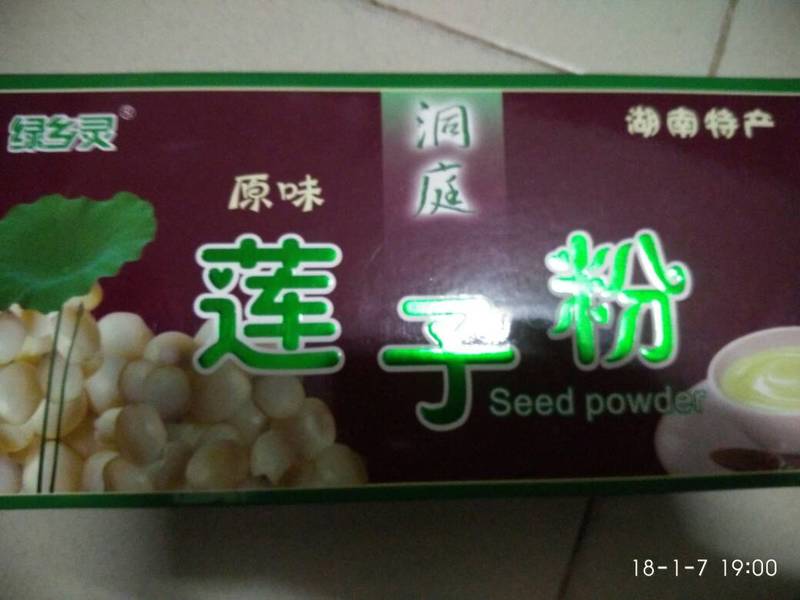 绿乡灵®
洞庭
湖南特产
原味
莲子粉
Seed powder
18-1-7 19:00